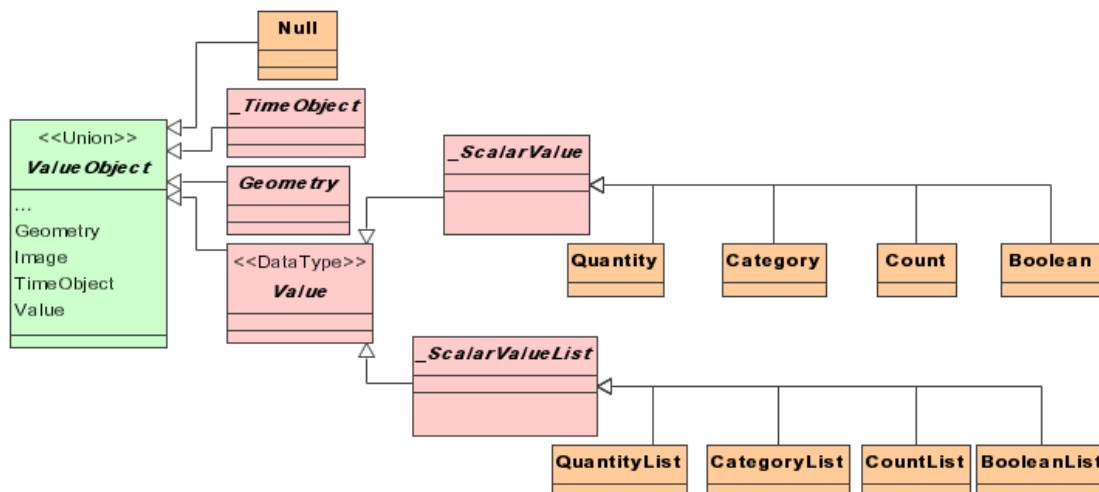 Null
_TimeObject
<<Union>>
ValueObject
...
Geometry
Image
TimeObject
Value
Geometry
<<DataType>>
Value
_ScalarValue
Quantity
Category
Count
Boolean
_ScalarValueList
QuantityList
CategoryList
CountList
BooleanList